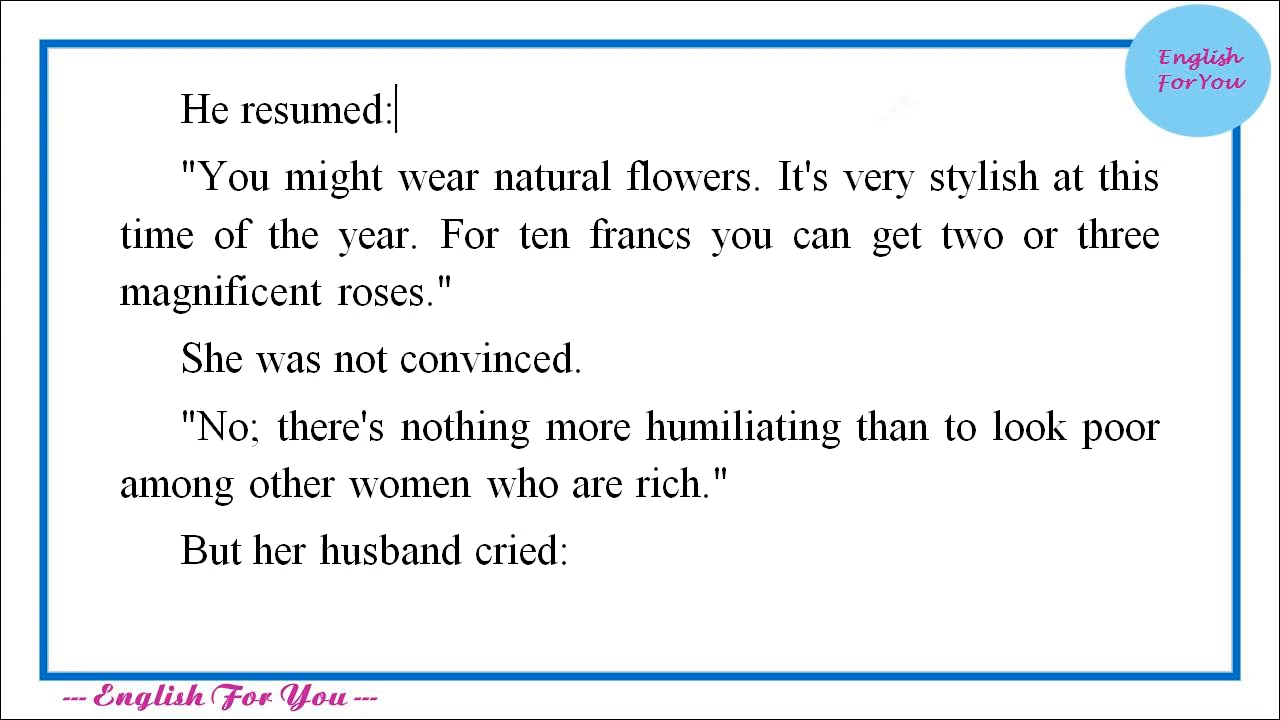 English
For You
He resumed:
"You might wear natural flowers. It's very stylish at this
time of the year. For ten francs you can get two or three
magnificent roses."
She was not convinced.
"No; there's nothing more humiliating than to look poor
among other women who are rich."
But her husband cried:
--- English For You ---